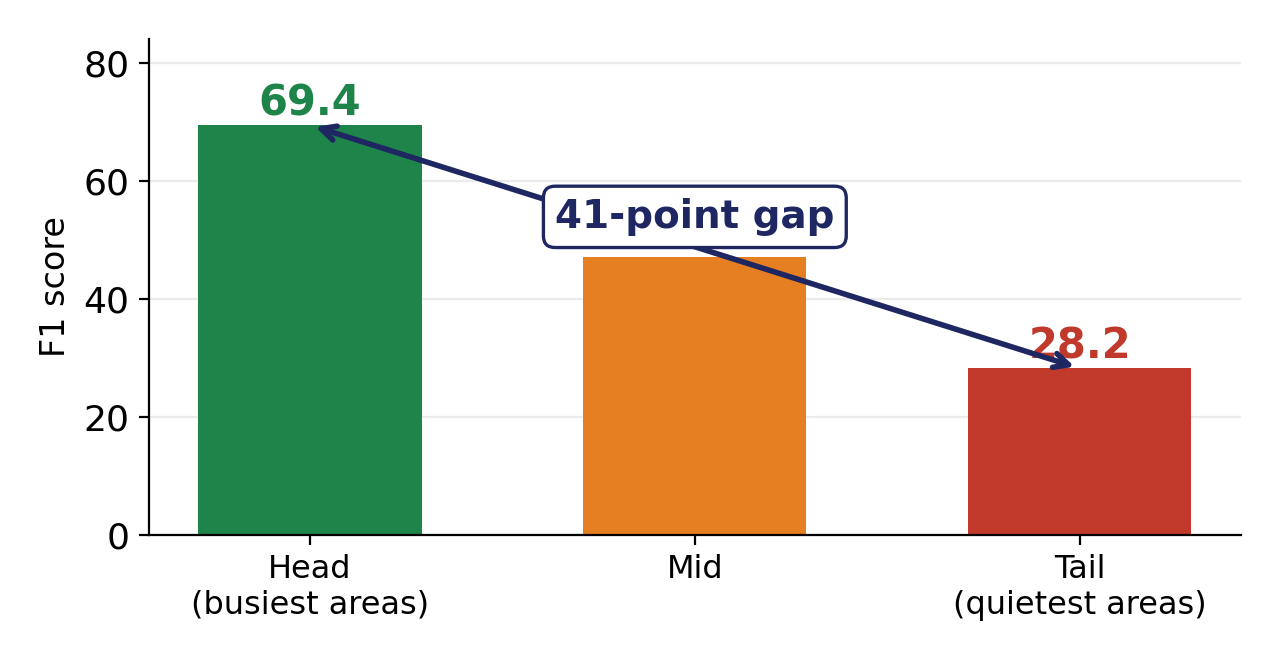 80
69.4
60
41-point gap
40
28.2
20
0
F1 score
Head
(busiest areas)
Mid
Tail
(quietest areas)